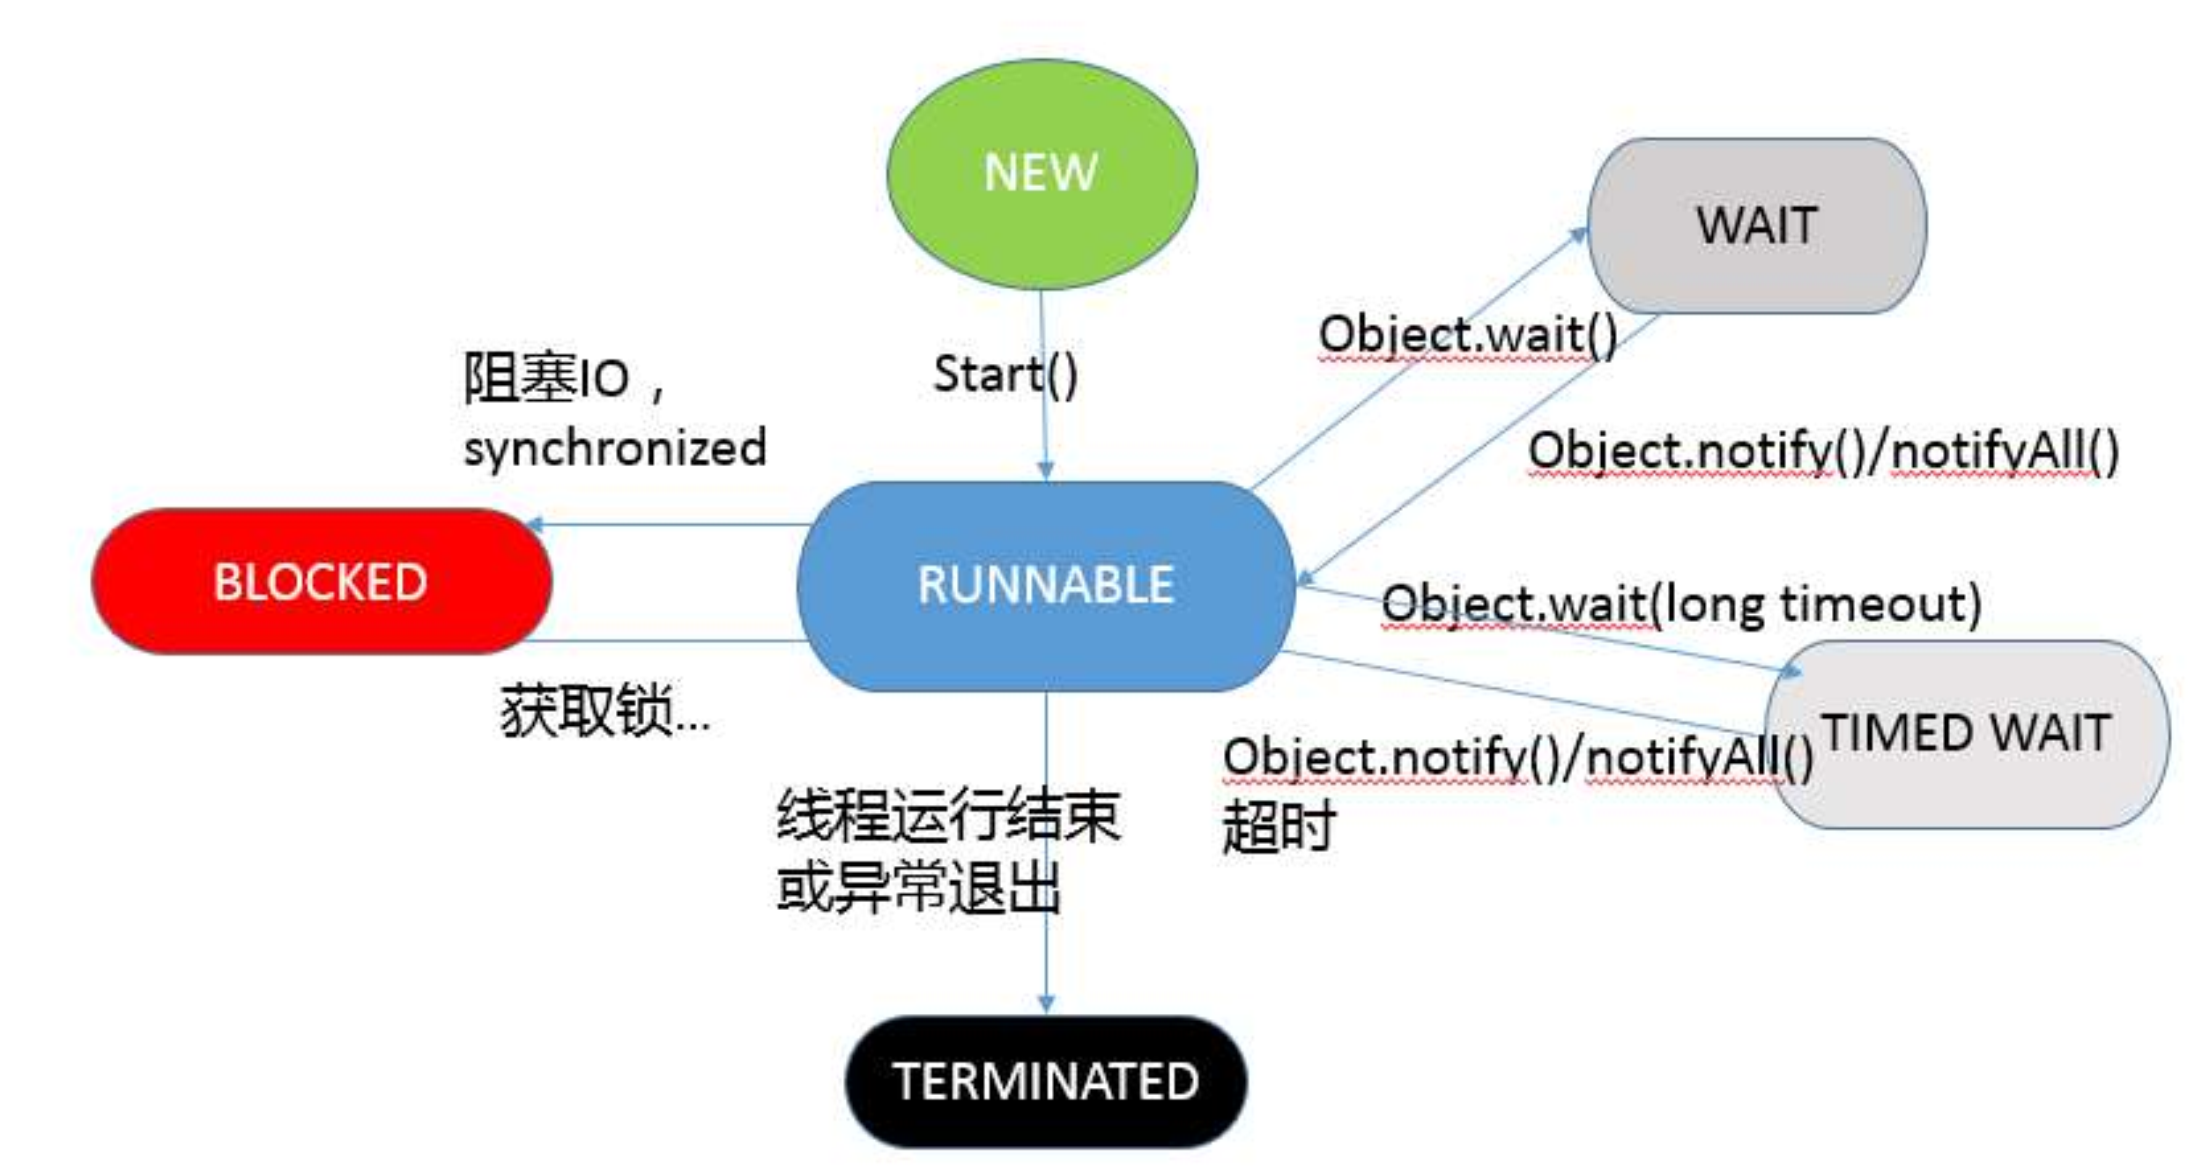 NEW
WAIT
Object.wait()
阻塞IO，
synchronized
Start()
Object.notify()/notifyAll()
BLOCKED
RUNNABLE
Object.wait(long timeout)
获取锁...
TIMED WAIT
Object.notify()/notifyAll()
超时
线程运行结束
或异常退出
TERMINATED